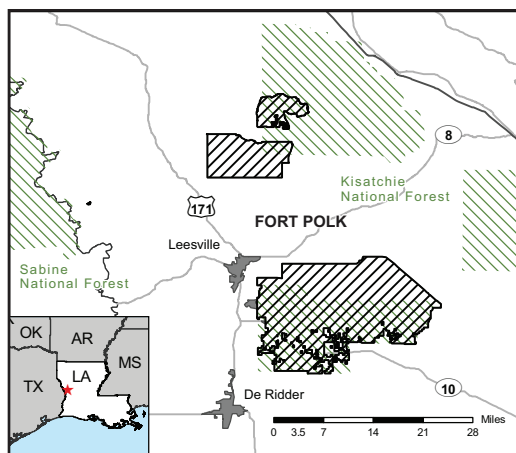 8
Kisatchie
National Forest
171
FORT POLK
Leesville
Sabine
National Forest
OK
AR
MS
TX
LA
De Ridder
10
Miles
0 3.5 7 14 21 28